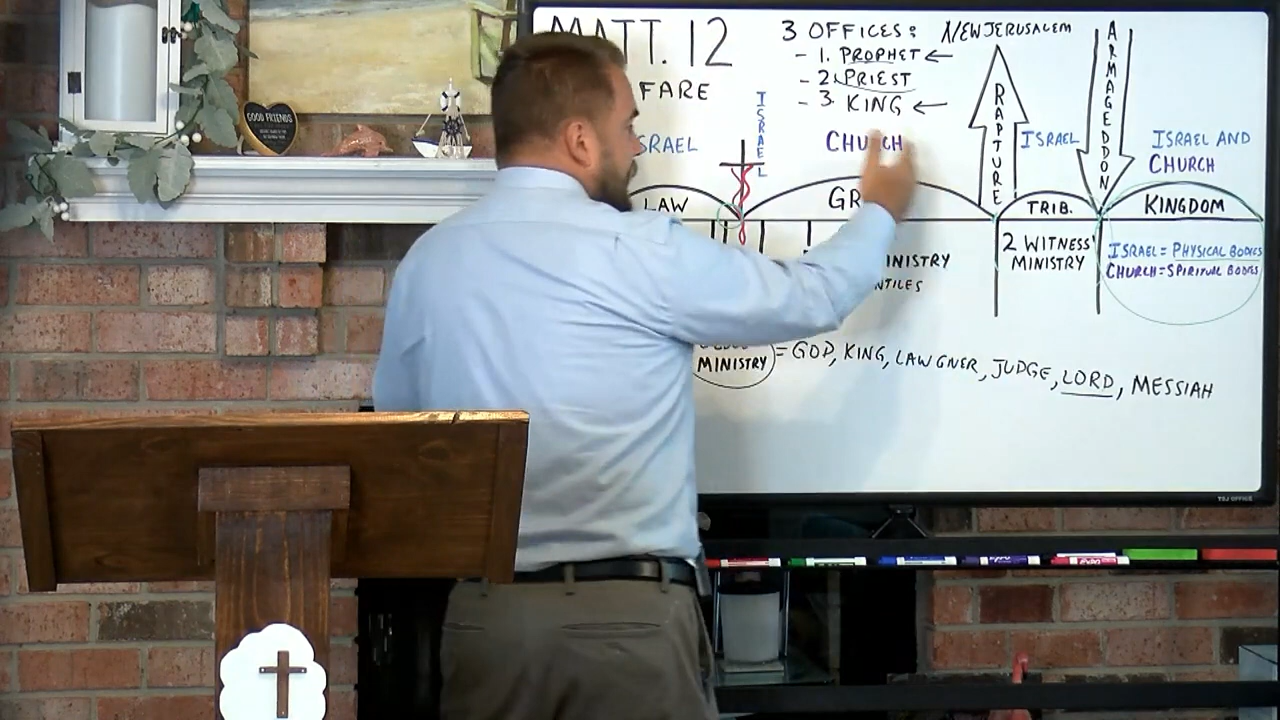 MATT. 12
FARE
3 OFFICES:
- 1. PROPHET ←
- 2. PRIEST
- 3. KING ←
NEW JERUSALEM
ARMAGEDDON
RAPTURE
ISRAEL
CHURCH
ISRAEL
ISRAEL AND
CHURCH
LAW
GR
TRIB.
KINGDOM
2 WITNESS'
MINISTRY
ISRAEL = PHYSICAL BODIES
CHURCH = SPIRITUAL BODIES
MINISTRY = GOD, KING, LAWGNER, JUDGE, LORD, MESSIAH
GOOD FRIENDS